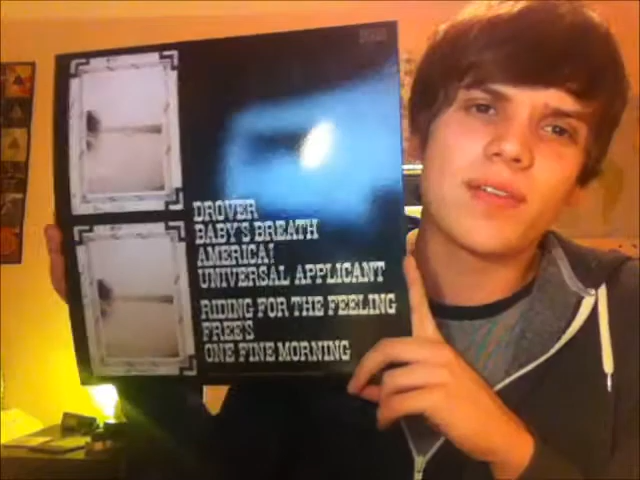 DROVER
BABY'S BREATH
AMERICA!
UNIVERSAL APPLICANT
RIDING FOR THE FEELING
FREE'S
ONE FINE MORNING